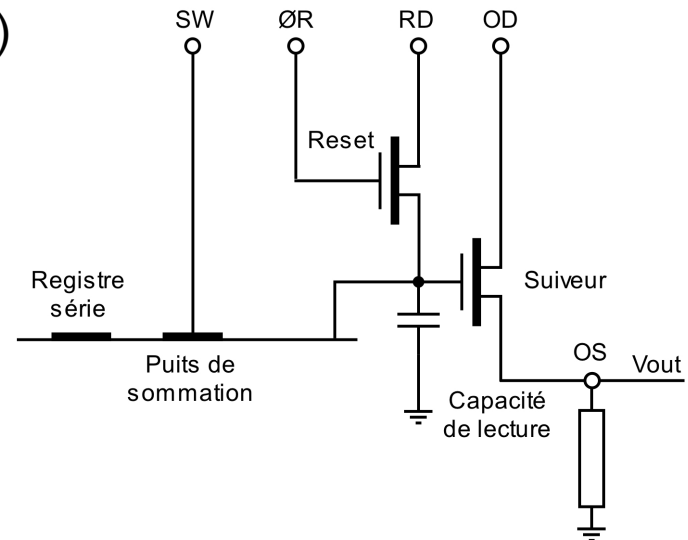 )
SW ØR RD OD
Reset
Registre
série
Suiveur
Puits de
sommation
OS
Vout
Capacité
de lecture